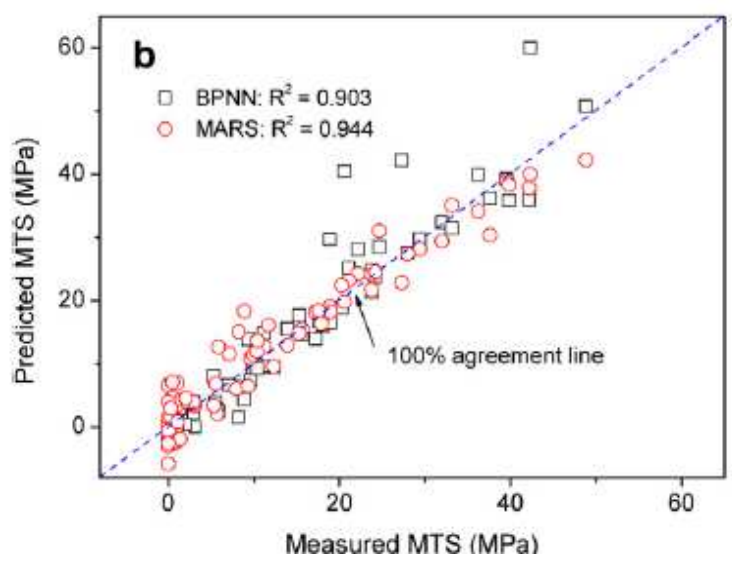 b
BPNN: R² = 0.903
MARS: R² = 0.944
100% agreement line
Predicted MTS (MPa)
60
40
20
0
0 20 40 60
Measured MTS (MPa)